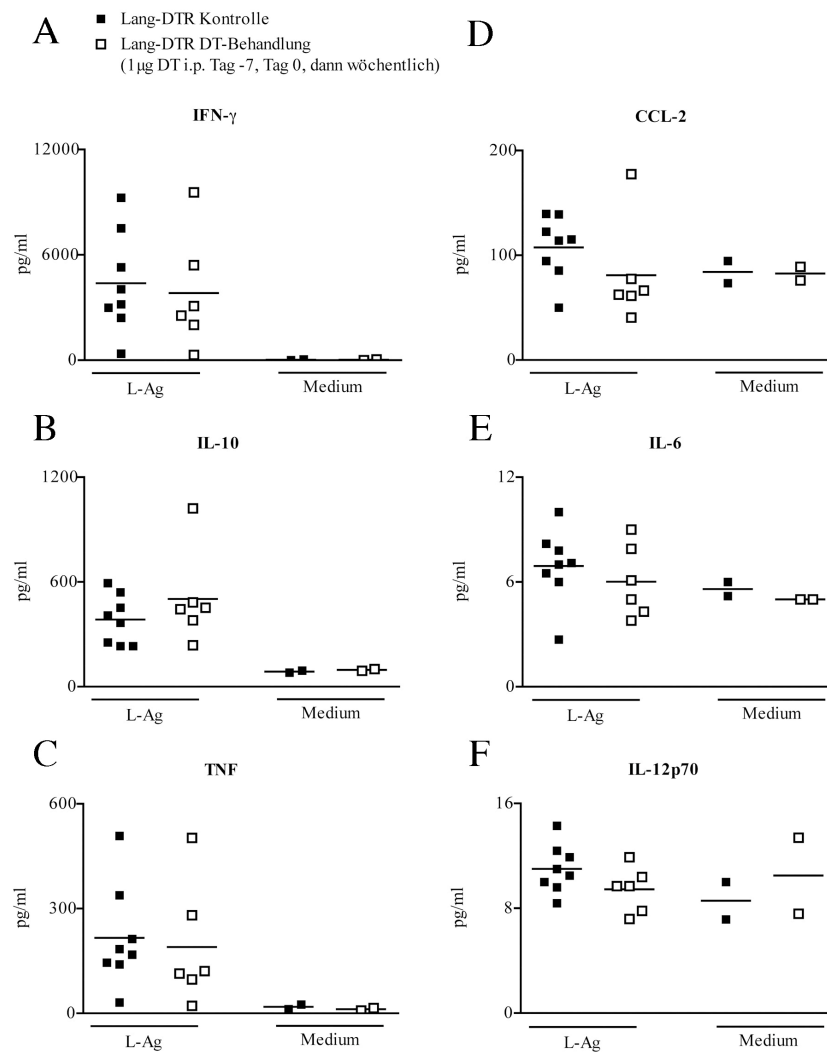 A
Lang-DTR Kontrolle
Lang-DTR DT-Behandlung
(1μg DT i.p. Tag -7, Tag 0, dann wöchentlich)
IFN-γ
12000
6000
0
pg/ml
L-Ag
Medium
B
IL-10
1200
600
0
pg/ml
L-Ag
Medium
C
TNF
600
300
0
pg/ml
L-Ag
Medium
D
CCL-2
200
100
0
pg/ml
L-Ag
Medium
E
IL-6
12
6
0
pg/ml
L-Ag
Medium
F
IL-12p70
16
8
0
pg/ml
L-Ag
Medium